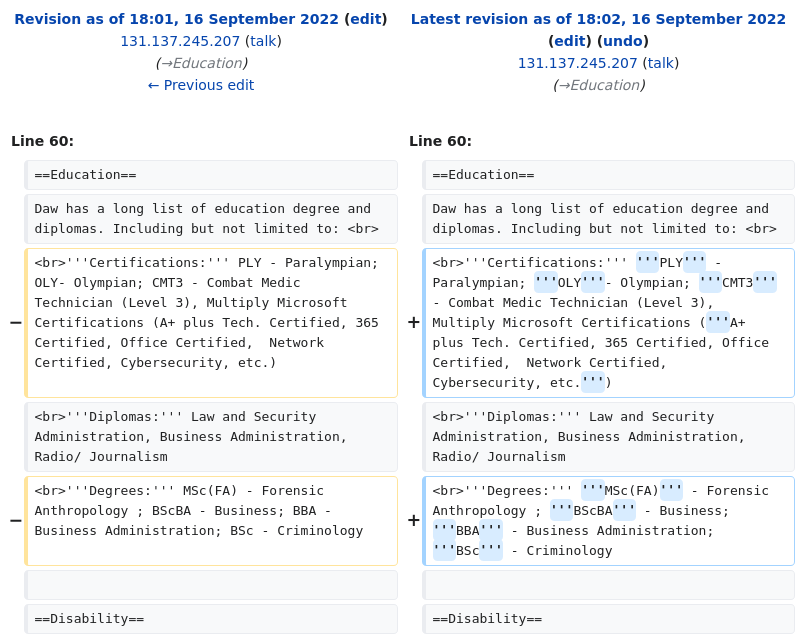 Revision as of 18:01, 16 September 2022 (edit)
131.137.245.207 (talk)
(→Education)
← Previous edit
Latest revision as of 18:02, 16 September 2022
(edit) (undo)
131.137.245.207 (talk)
(→Education)
Line 60:
==Education==
Daw has a long list of education degree and
diplomas. Including but not limited to: <br>
− <br>'''Certifications:''' PLY - Paralympian;
OLY- Olympian; CMT3 - Combat Medic
Technician (Level 3), Multiply Microsoft
Certifications (A+ plus Tech. Certified, 365
Certified, Office Certified,  Network
Certified, Cybersecurity, etc.)
<br>'''Diplomas:''' Law and Security
Administration, Business Administration,
Radio/ Journalism
− <br>'''Degrees:''' MSc(FA) - Forensic
Anthropology ; BScBA - Business; BBA -
Business Administration; BSc - Criminology
==Disability==
Line 60:
==Education==
Daw has a long list of education degree and
diplomas. Including but not limited to: <br>
+ <br>'''Certifications:''' '''PLY''' -
Paralympian; '''OLY'''- Olympian; '''CMT3'''
- Combat Medic Technician (Level 3),
Multiply Microsoft Certifications ('''A+
plus Tech. Certified, 365 Certified, Office
Certified,  Network Certified,
Cybersecurity, etc.''')
<br>'''Diplomas:''' Law and Security
Administration, Business Administration,
Radio/ Journalism
+ <br>'''Degrees:''' '''MSc(FA)''' - Forensic
Anthropology ; '''BScBA''' - Business;
'''BBA''' - Business Administration;
'''BSc''' - Criminology
==Disability==